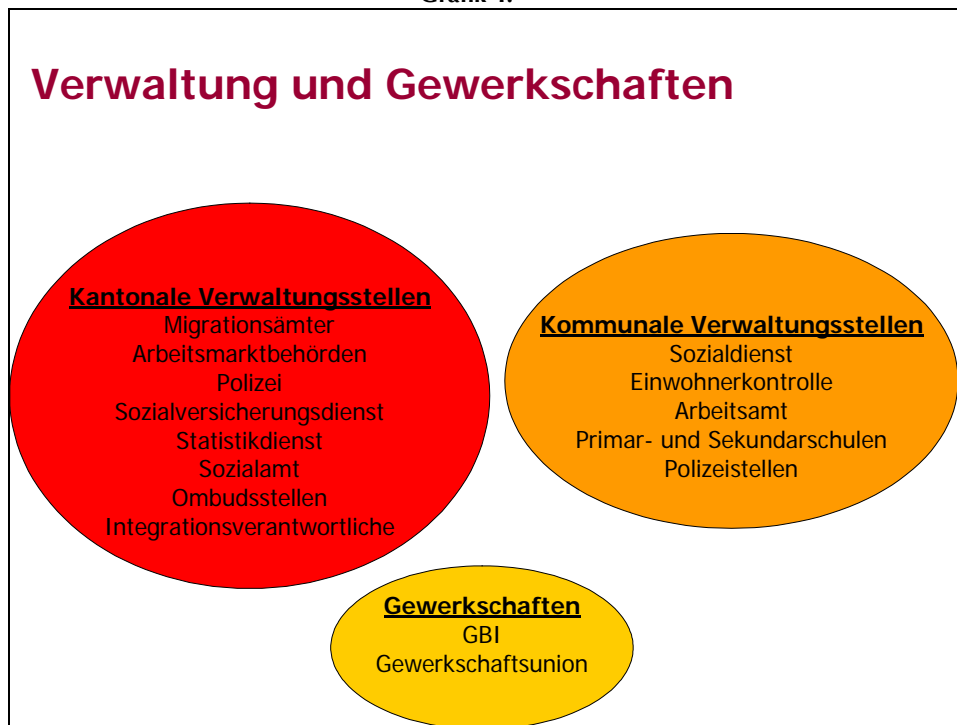 Verwaltung und Gewerkschaften
Kantonale Verwaltungsstellen
Migrationsämter
Arbeitsmarktbehörden
Polizei
Sozialversicherungsdienst
Statistikdienst
Sozialamt
Ombudsstellen
Integrationsverantwortliche
Kommunale Verwaltungsstellen
Sozialdienst
Einwohnerkontrolle
Arbeitsamt
Primar- und Sekundarschulen
Polizeistellen
Gewerkschaften
GBI
Gewerkschaftsunion